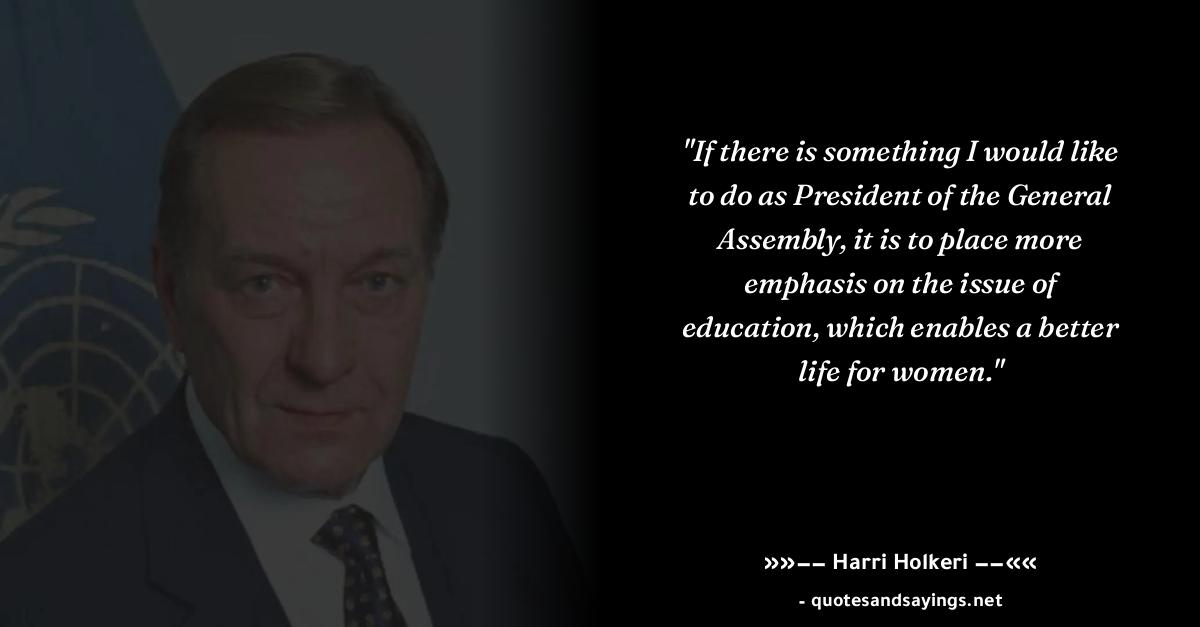 "If there is something I would like
to do as President of the General
Assembly, it is to place more
emphasis on the issue of
education, which enables a better
life for women."
»»−− Harri Holkeri −−««
- quotesandsayings.net